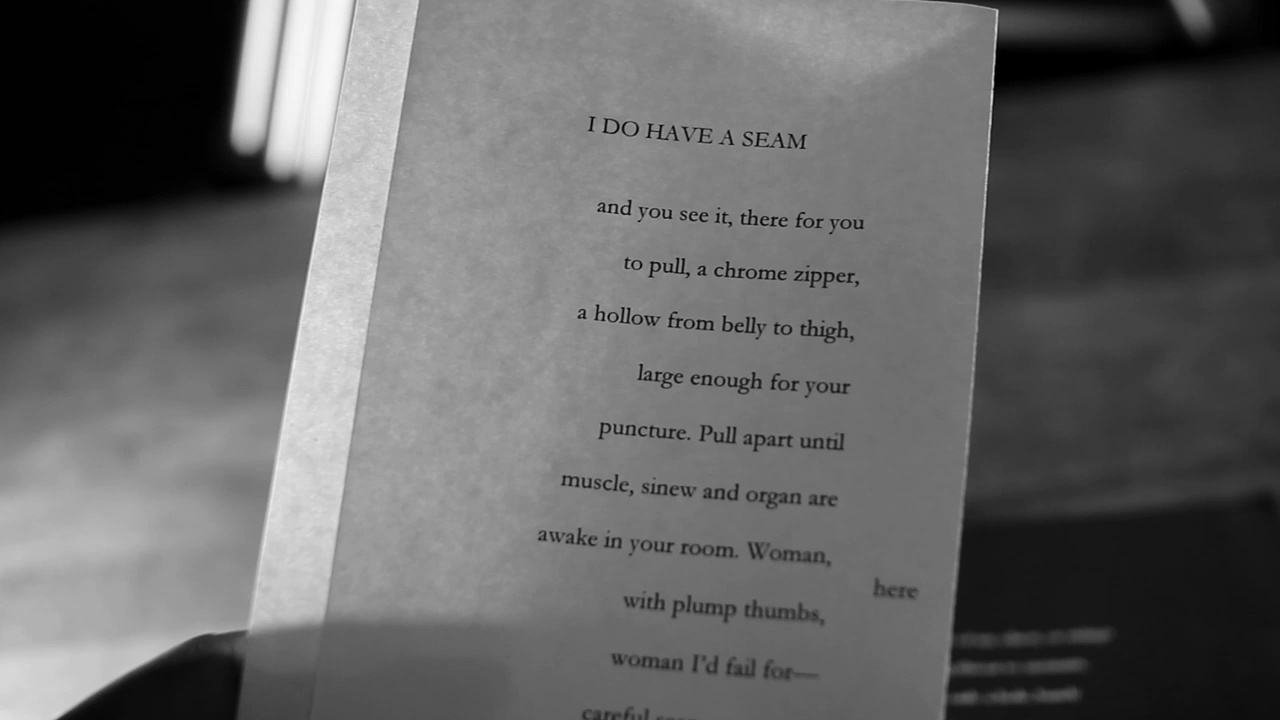 I DO HAVE A SEAM
and you see it, there for you
to pull, a chrome zipper,
a hollow from belly to thigh,
large enough for your
puncture. Pull apart until
muscle, sinew and organ are
awake in your room. Woman,
here
with plump thumbs,
woman I'd fail for—
careful